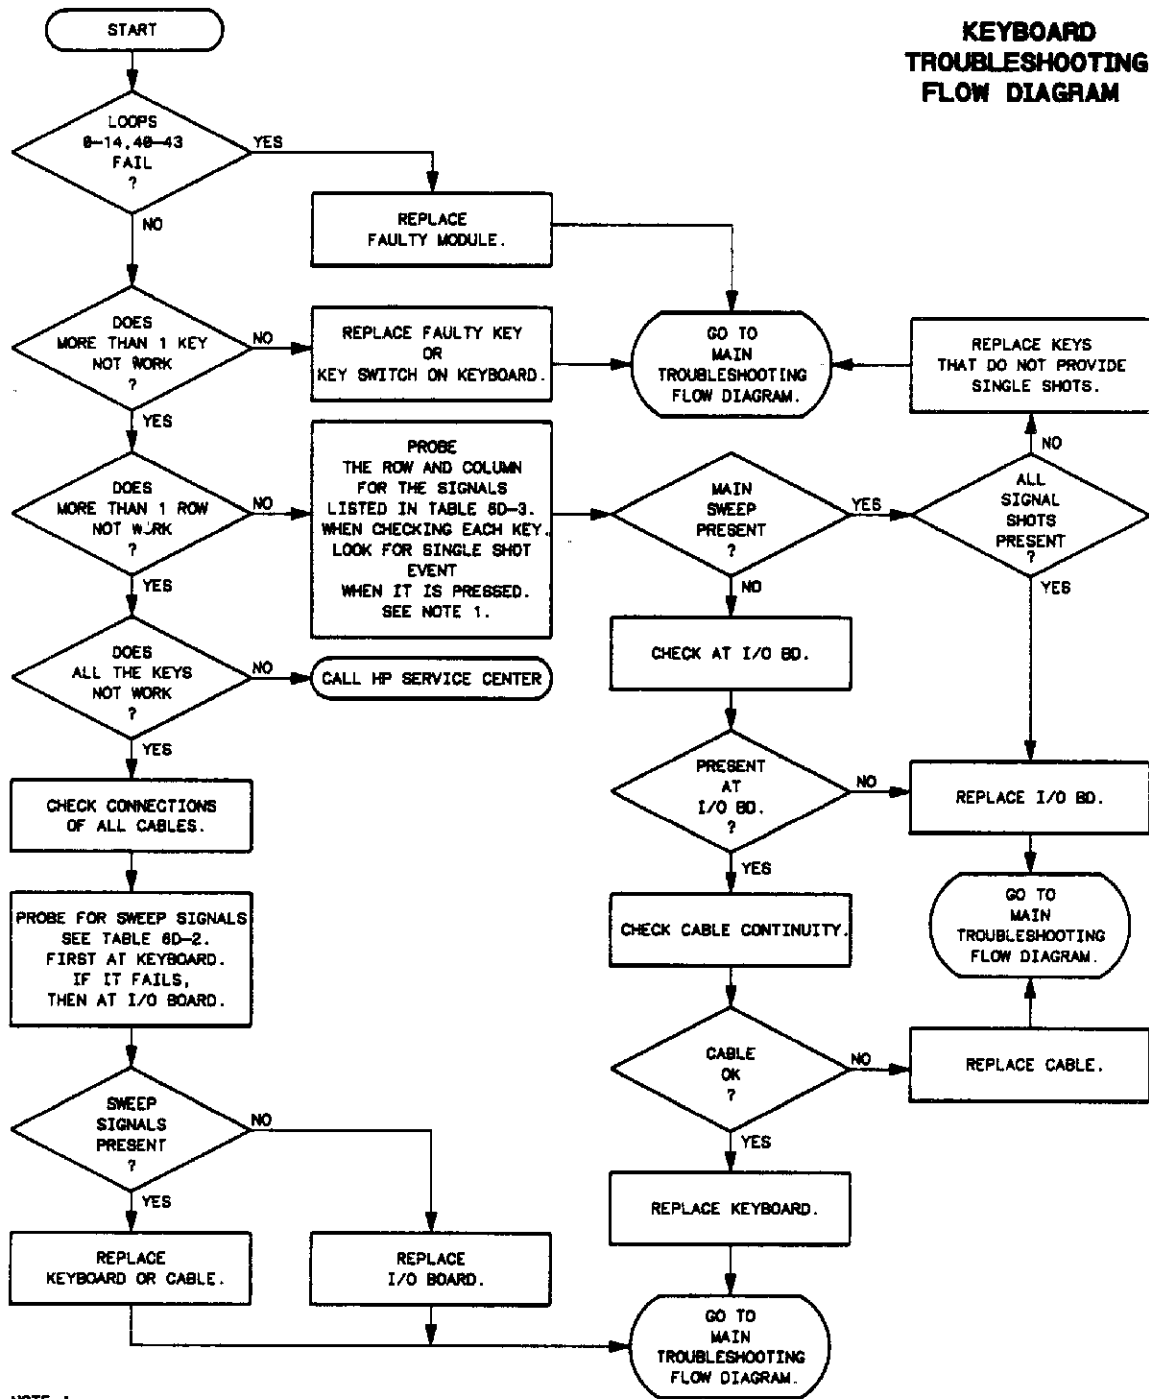 KEYBOARD
TROUBLESHOOTING
FLOW DIAGRAM
START
LOOPS
0-14,40-43
FAIL
?
YES
NO
REPLACE
FAULTY MODULE.
DOES
MORE THAN 1 KEY
NOT WORK
?
NO
YES
REPLACE FAULTY KEY
OR
KEY SWITCH ON KEYBOARD.
GO TO
MAIN
TROUBLESHOOTING
FLOW DIAGRAM.
REPLACE KEYS
THAT DO NOT PROVIDE
SINGLE SHOTS.
NO
DOES
MORE THAN 1 ROW
NOT WORK
?
NO
YES
PROBE
THE ROW AND COLUMN
FOR THE SIGNALS
LISTED IN TABLE 6D-3.
WHEN CHECKING EACH KEY.
LOOK FOR SINGLE SHOT
EVENT
WHEN IT IS PRESSED.
SEE NOTE 1.
MAIN
SWEEP
PRESENT
?
YES
NO
ALL
SIGNAL
SHOTS
PRESENT
?
YES
DOES
ALL THE KEYS
NOT WORK
?
NO
YES
CALL HP SERVICE CENTER
CHECK AT I/O BD.
PRESENT
AT
I/O BD.
?
NO
YES
REPLACE I/O BD.
CHECK CONNECTIONS
OF ALL CABLES.
PROBE FOR SWEEP SIGNALS
SEE TABLE 6D-2.
FIRST AT KEYBOARD.
IF IT FAILS,
THEN AT I/O BOARD.
CHECK CABLE CONTINUITY.
GO TO
MAIN
TROUBLESHOOTING
FLOW DIAGRAM.
CABLE
OK
?
NO
YES
REPLACE CABLE.
SWEEP
SIGNALS
PRESENT
?
NO
YES
REPLACE KEYBOARD.
REPLACE
KEYBOARD OR CABLE.
REPLACE
I/O BOARD.
GO TO
MAIN
TROUBLESHOOTING
FLOW DIAGRAM.